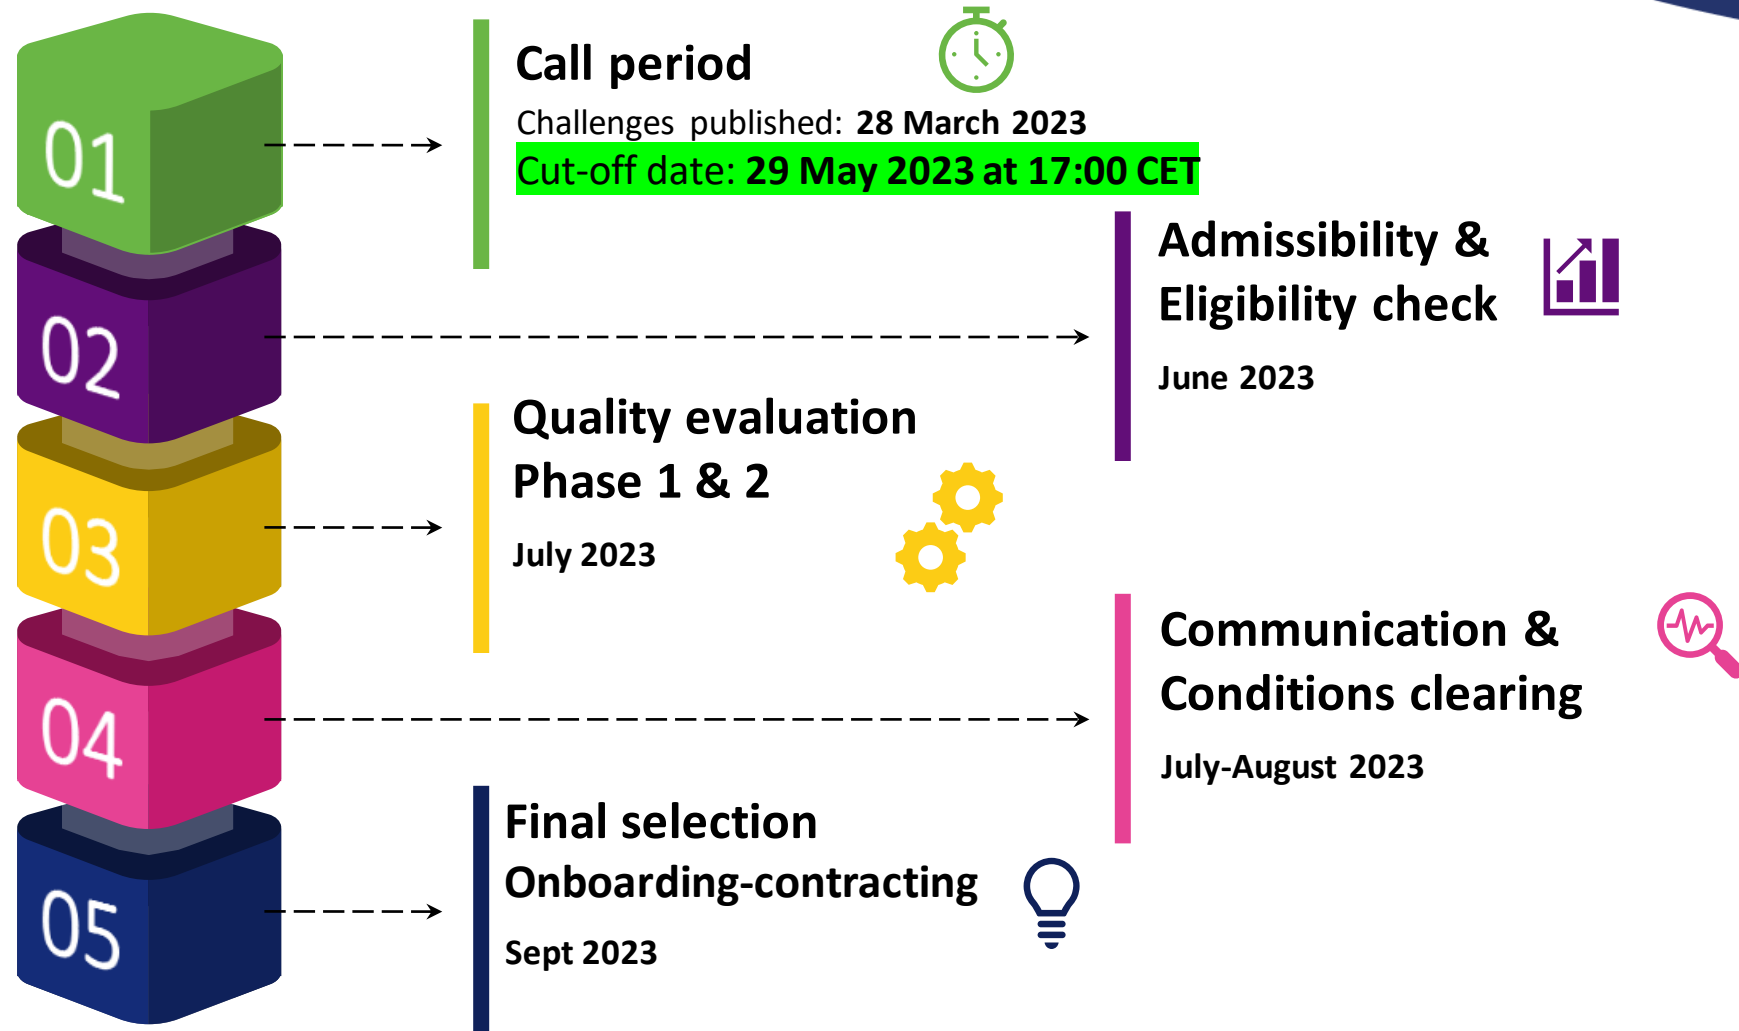 01
Call period
Challenges published: 28 March 2023
Cut-off date: 29 May 2023 at 17:00 CET
02
Admissibility &
Eligibility check
June 2023
03
Quality evaluation
Phase 1 & 2
July 2023
04
Communication &
Conditions clearing
July-August 2023
05
Final selection
Onboarding-contracting
Sept 2023